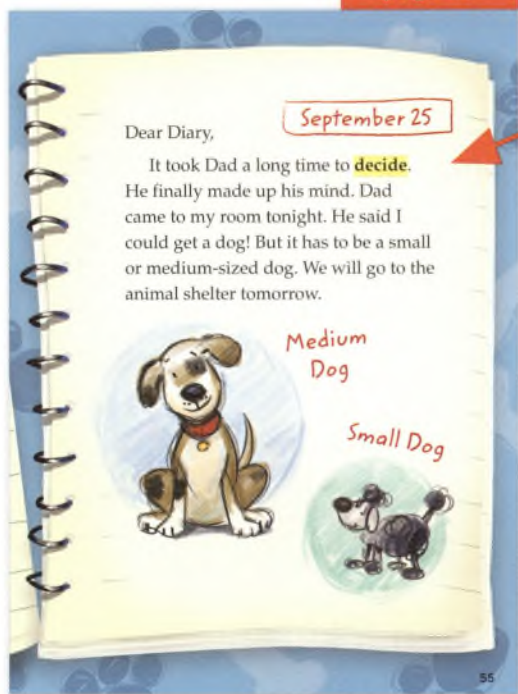 September 25
Dear Diary,
It took Dad a long time to decide.
He finally made up his mind. Dad
came to my room tonight. He said I
could get a dog! But it has to be a small
or medium-sized dog. We will go to the
animal shelter tomorrow.
Medium
Dog
Small Dog
55